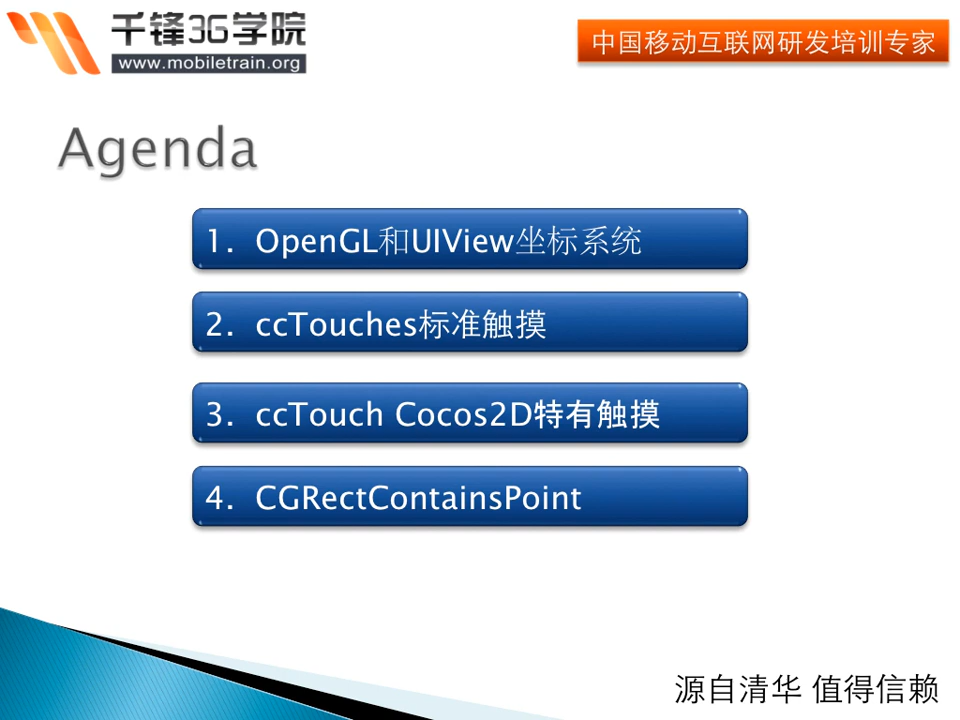 千锋3G学院
www.mobiletrain.org
中国移动互联网研发培训专家
Agenda
1. OpenGL和UIView坐标系统
2. ccTouches标准触摸
3. ccTouch Cocos2D特有触摸
4. CGRectContainsPoint
源自清华 值得信赖